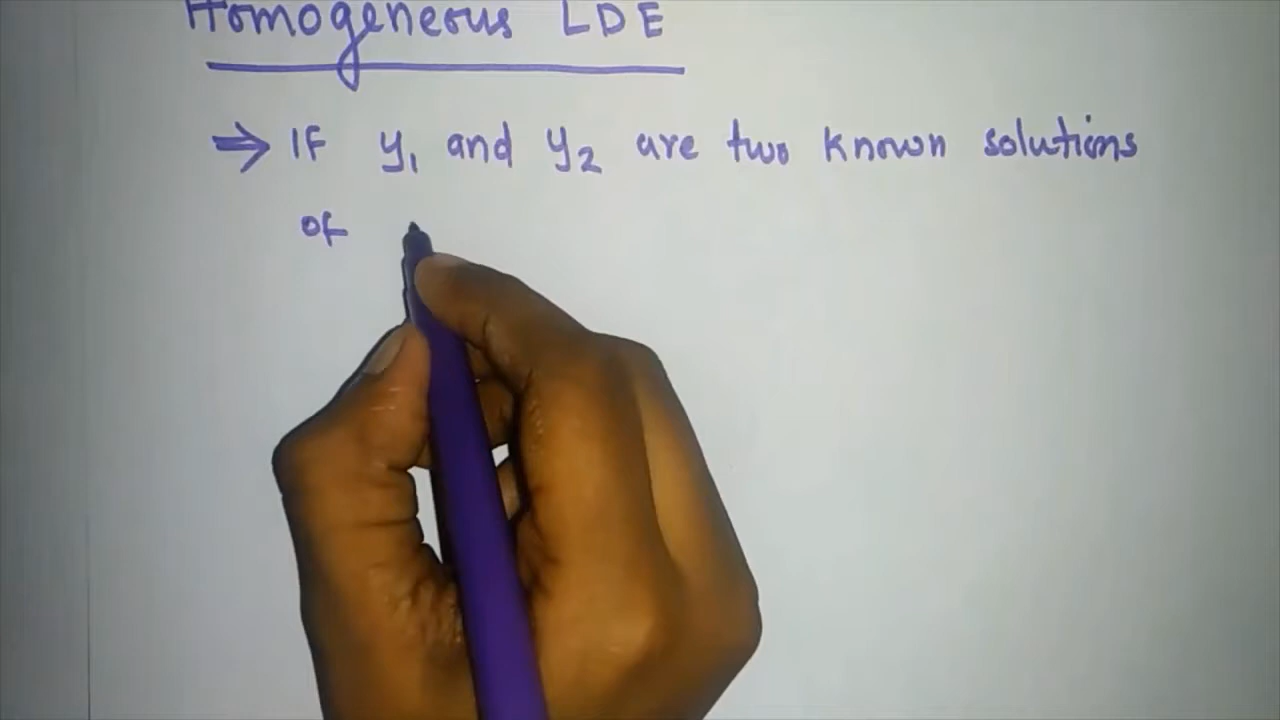 Homogeneous LDE
⇒ IF y₁ and y₂ are two known solutions
of